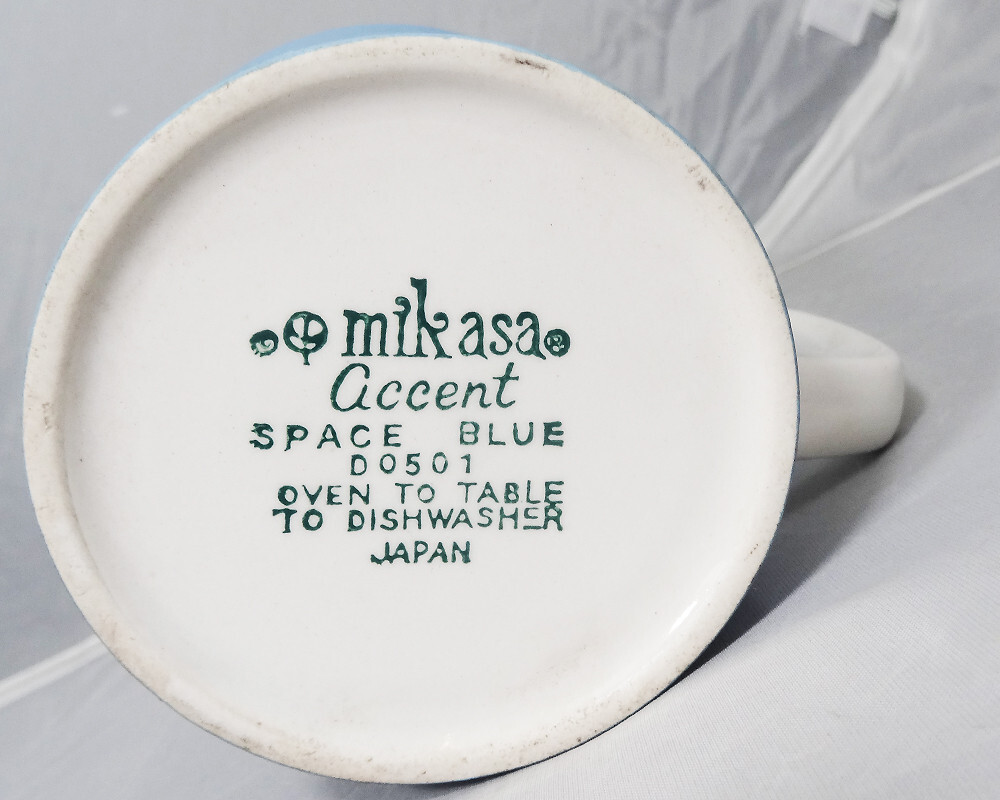 mikasa
accent
SPACE BLUE
D0501
OVEN TO TABLE
TO DISHWASHER
JAPAN